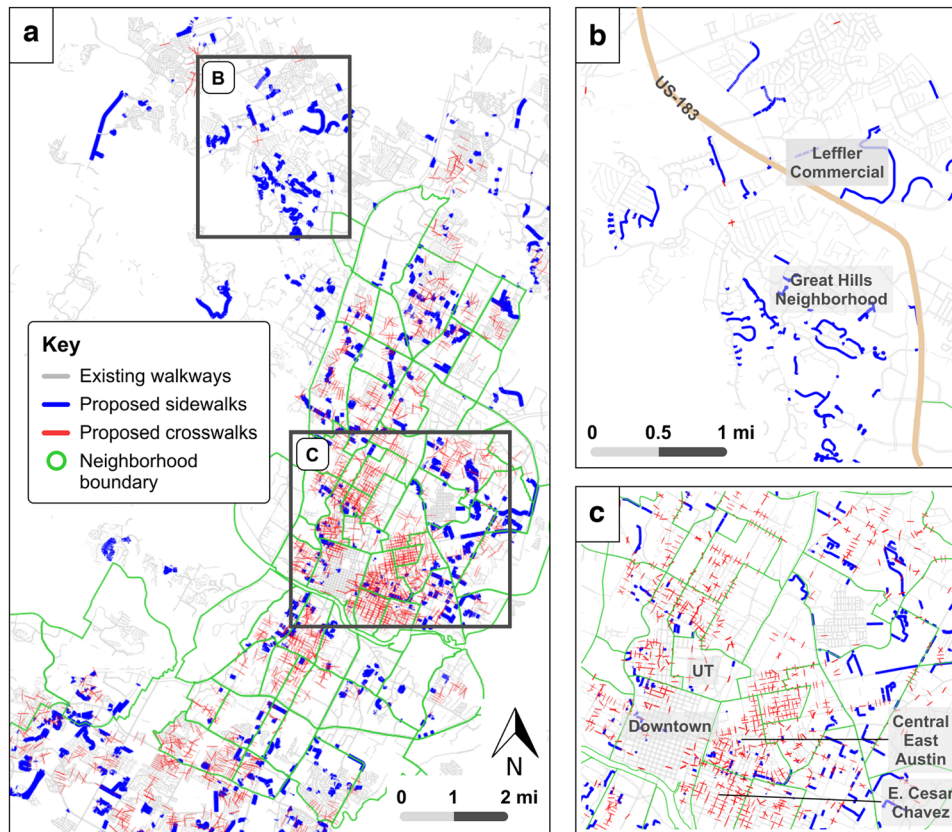 a
B
Key
Existing walkways
Proposed sidewalks
Proposed crosswalks
Neighborhood
boundary
C
N
0 1 2 mi
b
US-183
Leffler
Commercial
Great Hills
Neighborhood
0 0.5 1 mi
c
UT
Downtown
Central
East
Austin
E. Cesar
Chavez